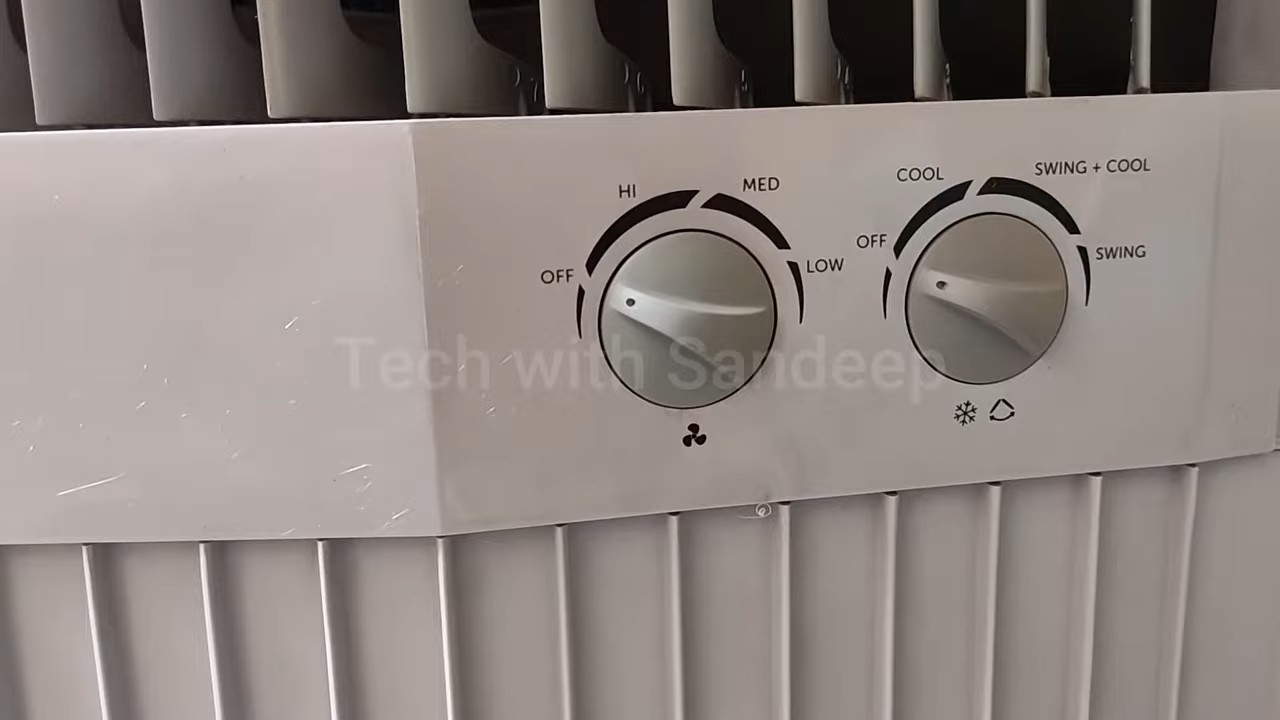 HI
MED
OFF
LOW
COOL
SWING + COOL
OFF
SWING
Tech with Sandeep